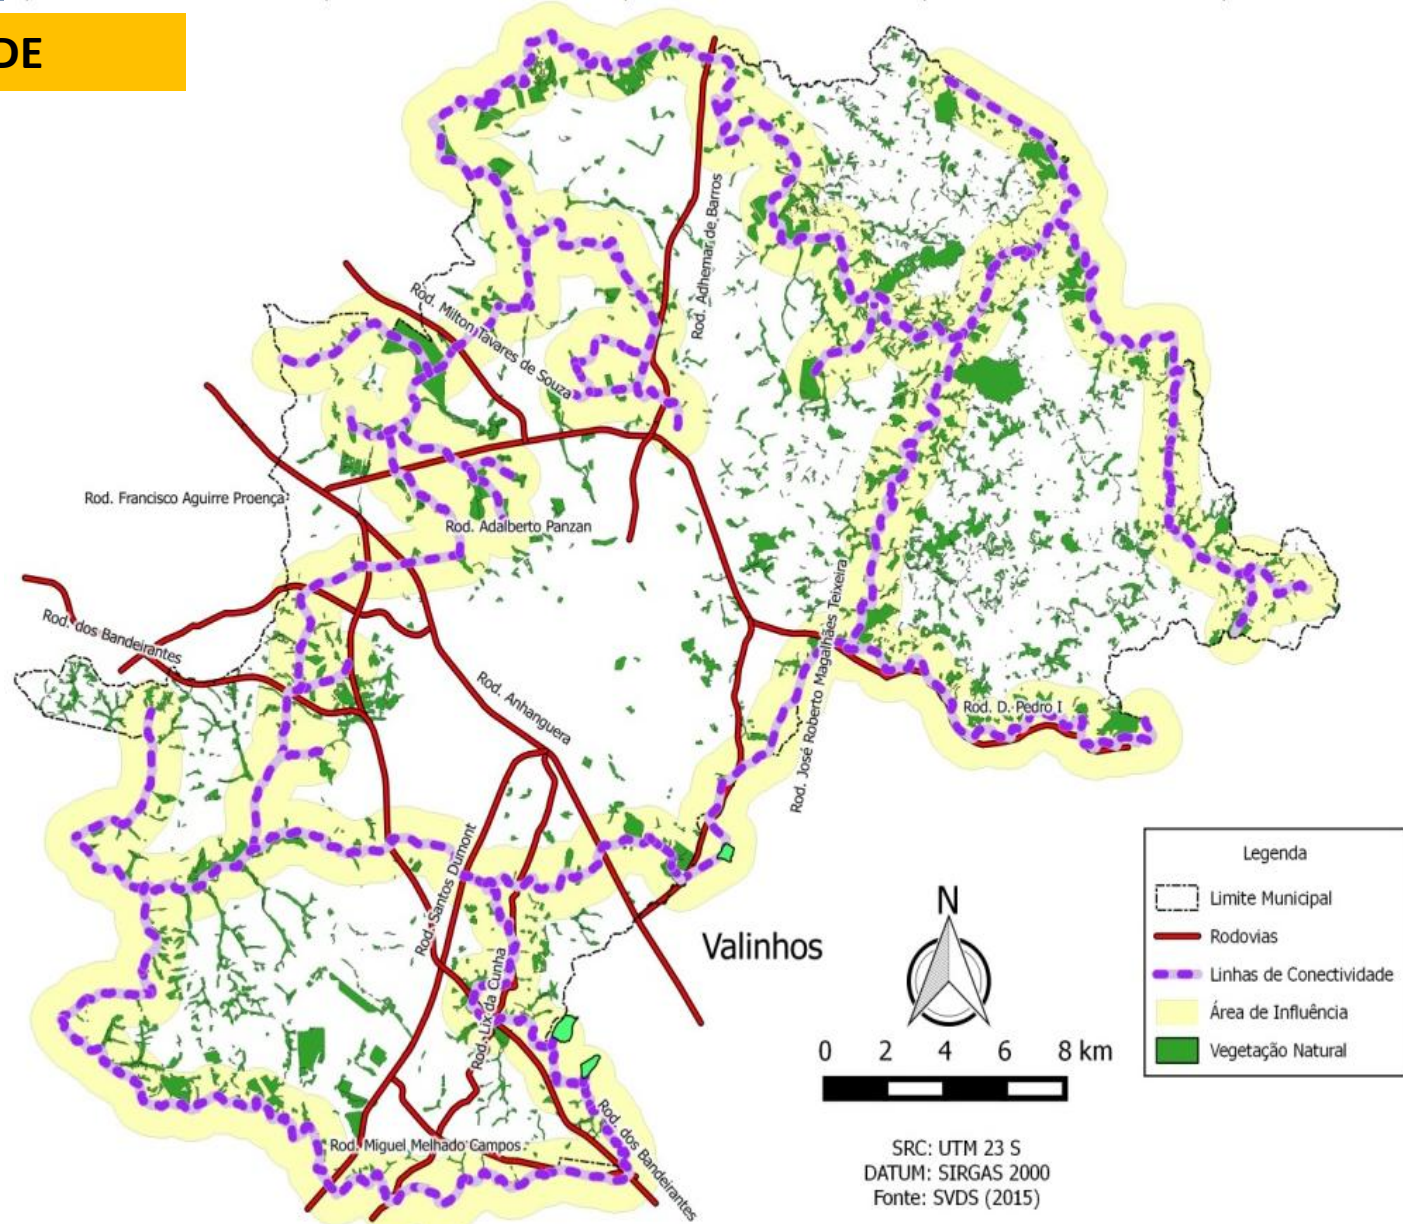 DE
Rod. Adhemar de Barros
Rod. Milton Tavares de Souza
Rod. Francisco Aguirre Proença
Rod. Adalberto Panzan
Rod. dos Bandeirantes
Rod. José Roberto Magalhães Teixeira
Rod. Anhanguera
Rod. D. Pedro I
Rod. Santos Dumont
Rod. Lix da Cunha
Valinhos
Rod. Miguel Melhado Campos
Rod. dos Bandeirantes
N
0 2 4 6 8 km
SRC: UTM 23 S
DATUM: SIRGAS 2000
Fonte: SVDS (2015)
Legenda
Limite Municipal
Rodovias
Linhas de Conectividade
Área de Influência
Vegetação Natural